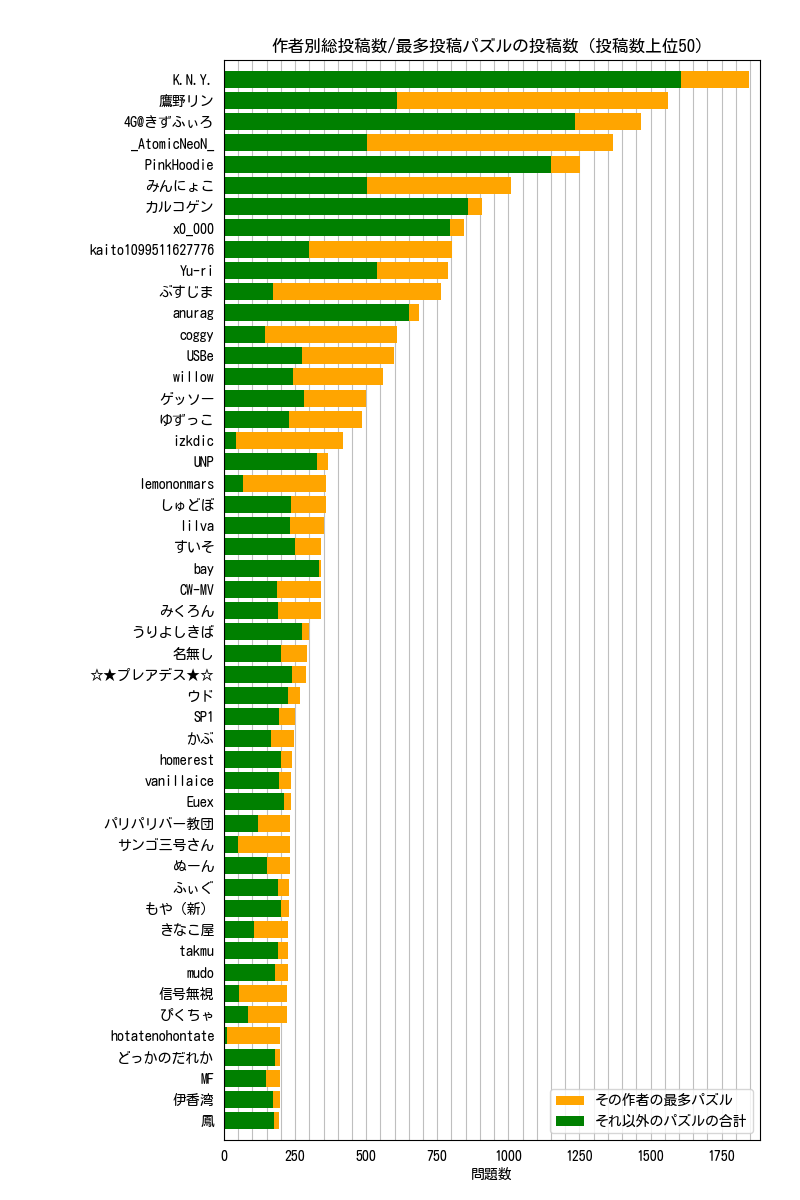 作者別総投稿数/最多投稿パズルの投稿数 (投稿数上位50)
K.N.Y.
鷹野リン
4G@きずふぃろ
_AtomicNeoN_
PinkHoodie
みんにょこ
カルコゲン
x0_000
kaito1099511627776
Yu-ri
ぶすじま
anurag
coggy
USBe
willow
ゲッソー
ゆずっこ
izkdic
UNP
lemononmars
しゅどぼ
lilva
すいそ
bay
CW-MV
みくろん
うりよしきば
名無し
☆★プレアデス★☆
ウド
SP1
かぶ
homerest
vanillaice
Euex
パリパリバー教団
サンゴ三号さん
ぬーん
ふぃぐ
もや（新）
きなこ屋
takmu
mudo
信号無視
ぴくちゃ
hotatenohontate
どっかのだれか
MF
伊香湾
鳳
その作者の最多パズル
それ以外のパズルの合計
0 250 500 750 1000 1250 1500 1750
問題数